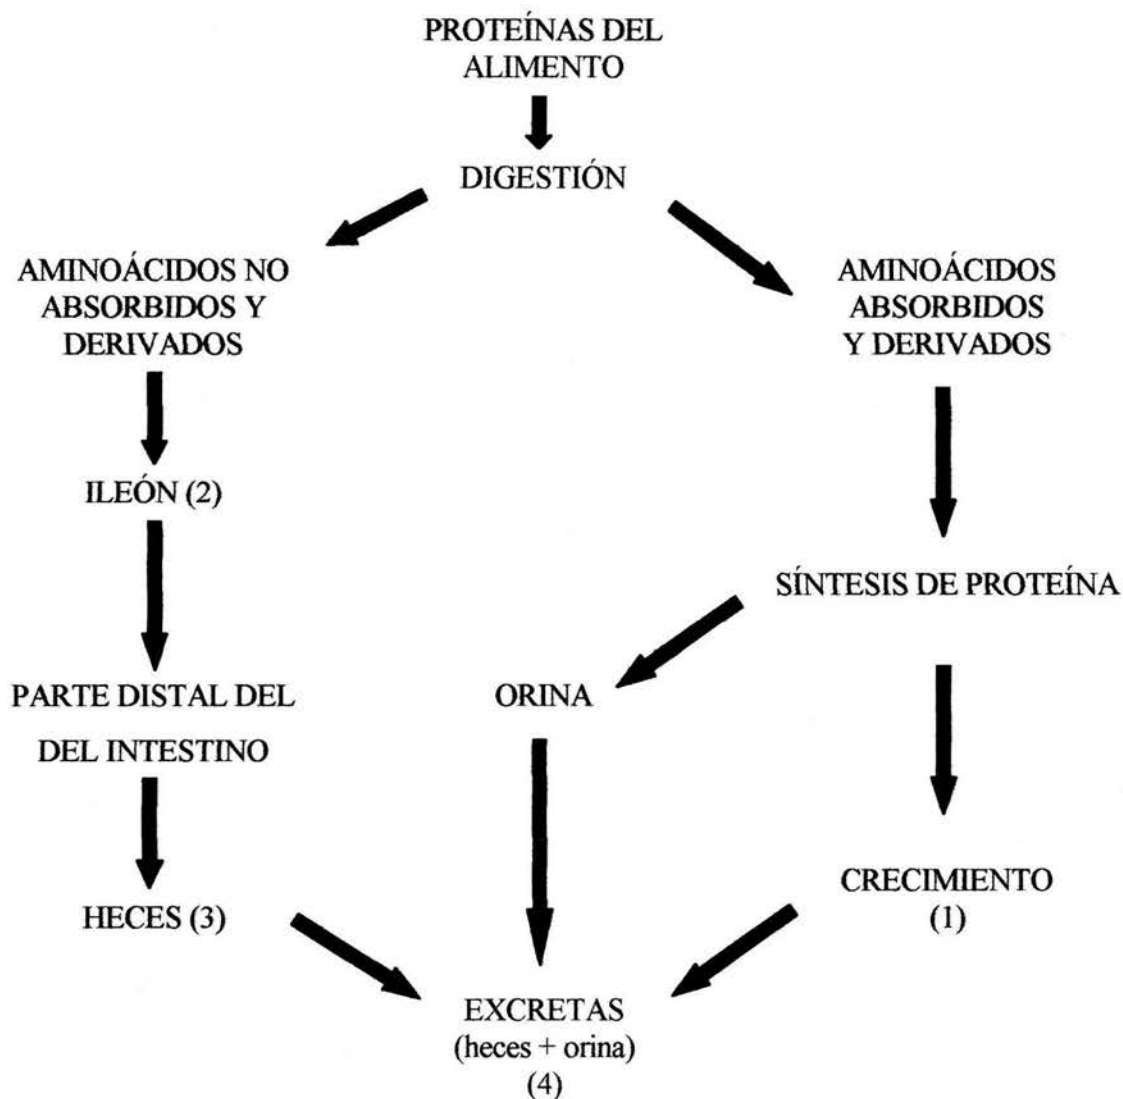 PROTEÍNAS DEL
ALIMENTO
DIGESTIÓN
AMINOÁCIDOS NO
ABSORBIDOS Y
DERIVADOS
AMINOÁCIDOS
ABSORBIDOS
Y DERIVADOS
ILEÓN (2)
SÍNTESIS DE PROTEÍNA
PARTE DISTAL DEL
DEL INTESTINO
ORINA
HECES (3)
CRECIMIENTO
(1)
EXCRETAS
(heces + orina)
(4)